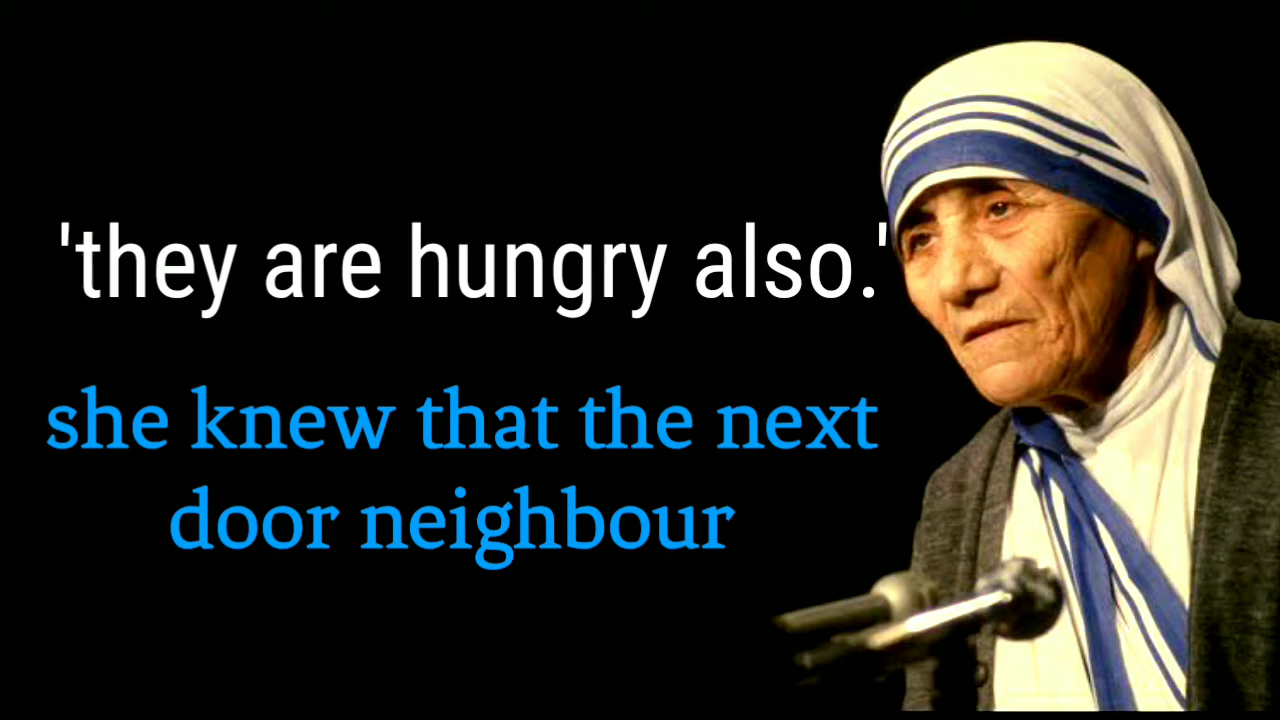 'they are hungry also.'
she knew that the next
door neighbour